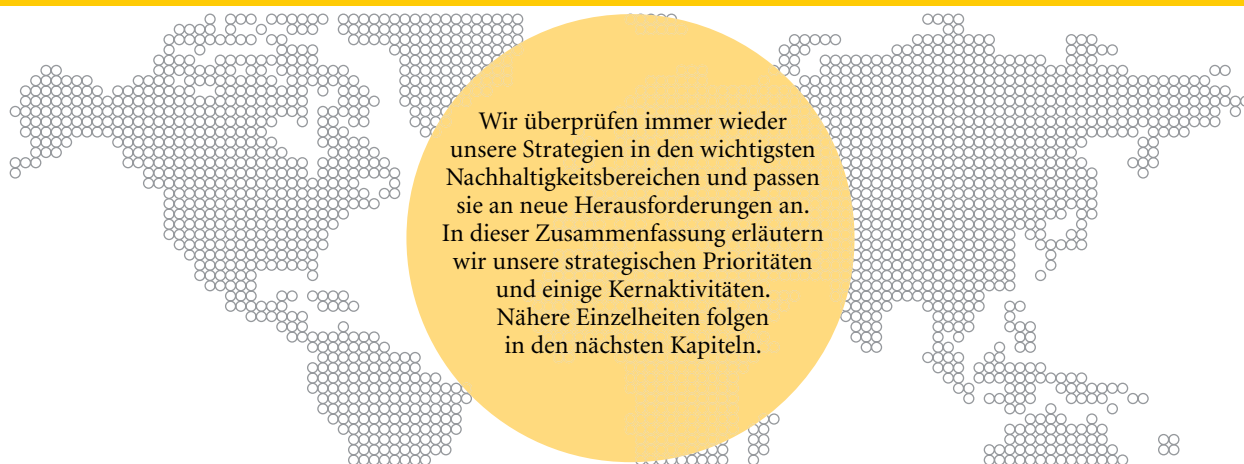 Wir überprüfen immer wieder
unsere Strategien in den wichtigsten
Nachhaltigkeitsbereichen und passen
sie an neue Herausforderungen an.
In dieser Zusammenfassung erläutern
wir unsere strategischen Prioritäten
und einige Kernaktivitäten.
Nähere Einzelheiten folgen
in den nächsten Kapiteln.